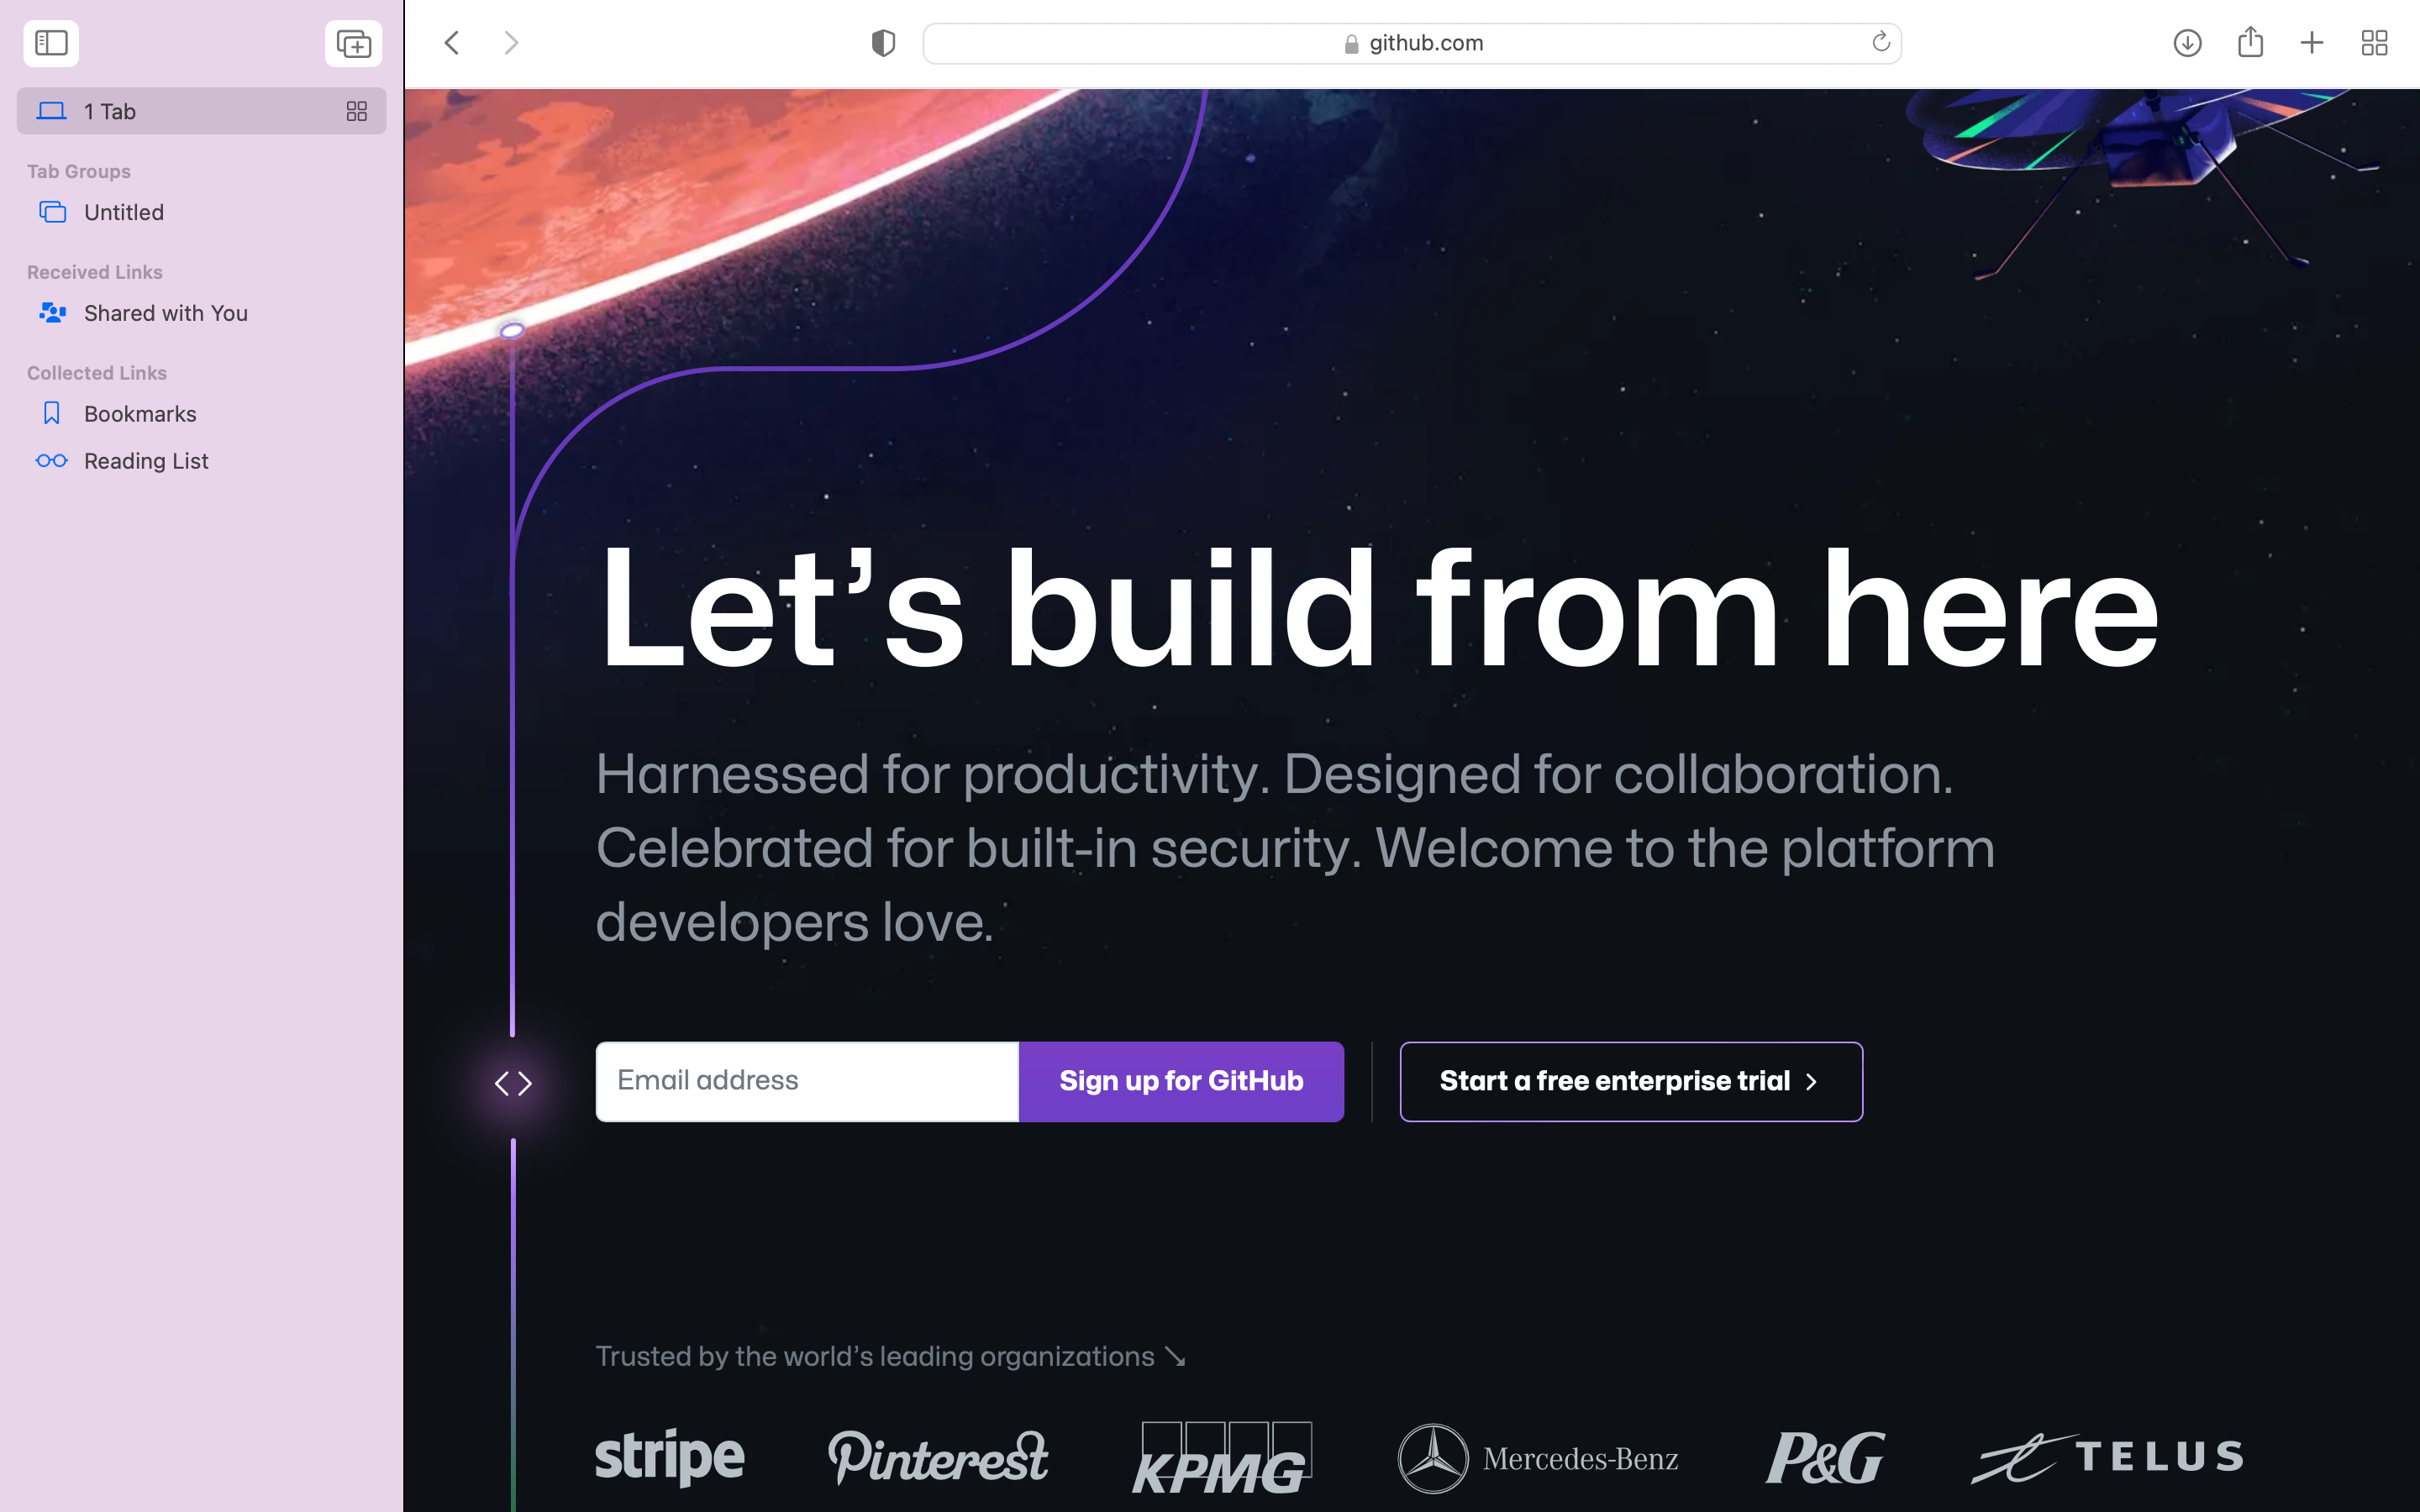 1 Tab
Tab Groups
Untitled
Received Links
Shared with You
Collected Links
Bookmarks
Reading List
github.com
Let’s build from here
Harnessed for productivity. Designed for collaboration.
Celebrated for built-in security. Welcome to the platform
developers love.
Email address
Sign up for GitHub
Start a free enterprise trial
Trusted by the world’s leading organizations
stripe
Pinterest
KPMG
Mercedes-Benz
P&G
TELUS